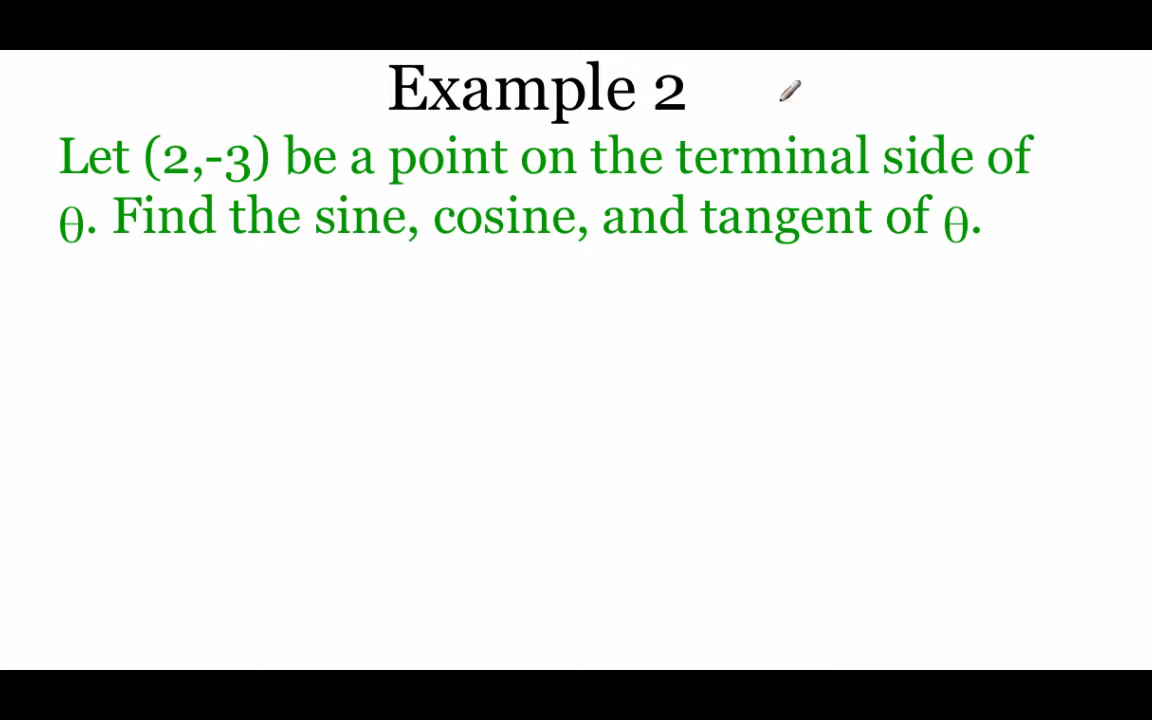 Example 2
Let (2,-3) be a point on the terminal side of
θ. Find the sine, cosine, and tangent of θ.